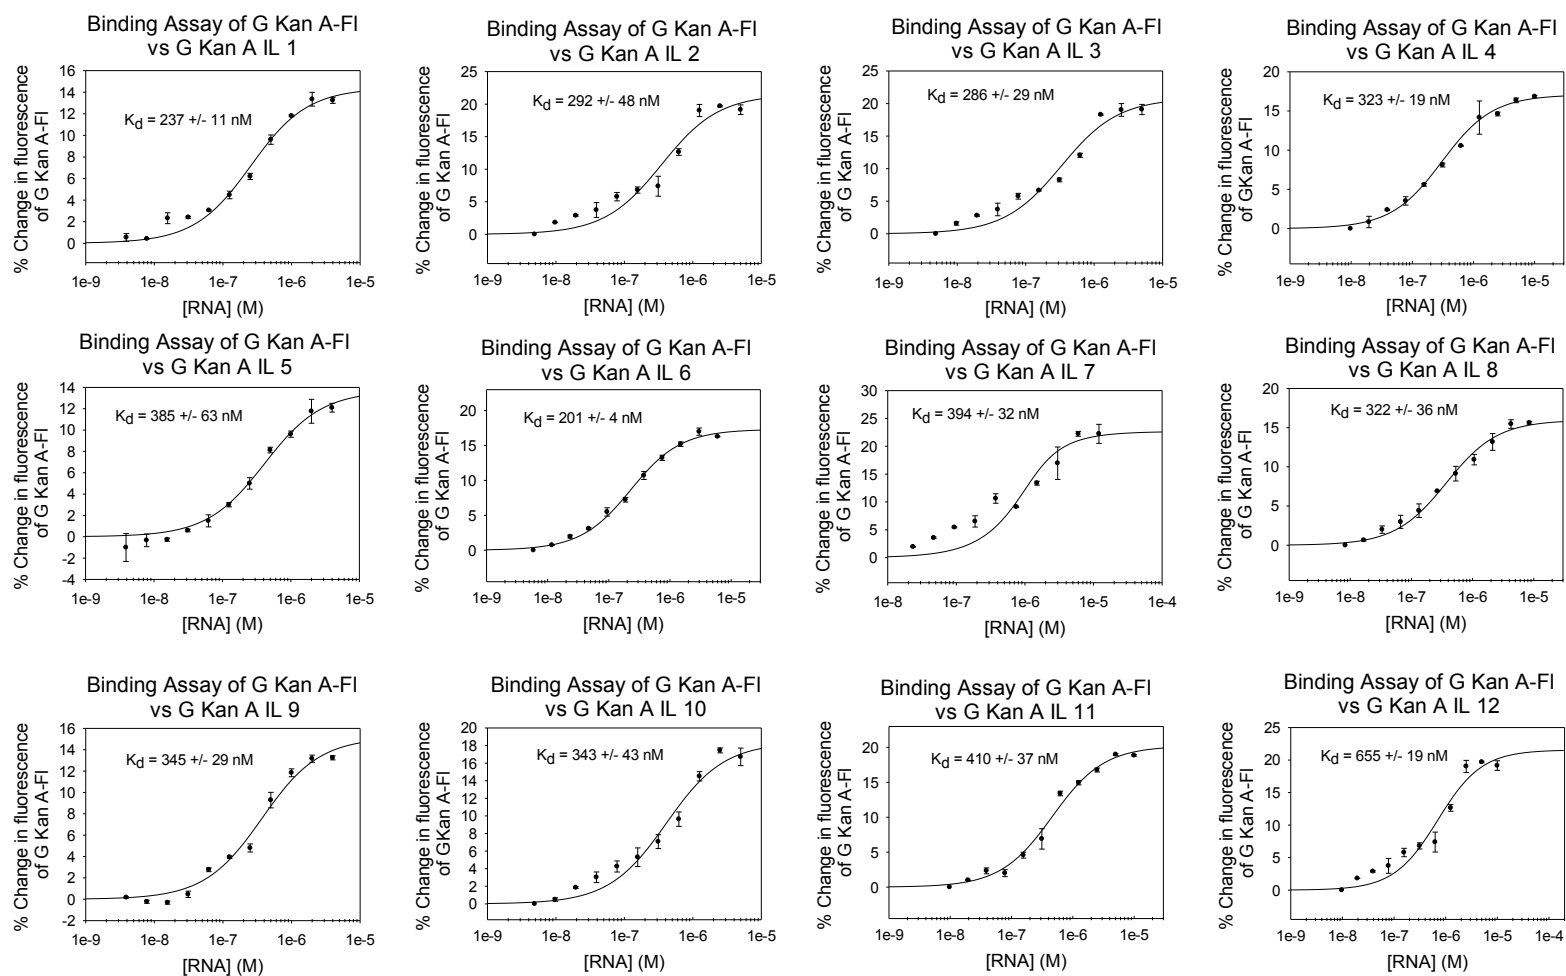 Binding Assay of G Kan A-Fl
vs G Kan A IL 1
% Change in fluorescence
of G Kan A-Fl
16
14
12
10
8
6
4
2
0
Kd = 237 +/- 11 nM
1e-9 1e-8 1e-7 1e-6 1e-5
[RNA] (M)
Binding Assay of G Kan A-Fl
vs G Kan A IL 2
% Change in fluorescence
of G Kan A-Fl
25
20
15
10
5
0
Kd = 292 +/- 48 nM
1e-9 1e-8 1e-7 1e-6 1e-5
[RNA] (M)
Binding Assay of G Kan A-Fl
vs G Kan A IL 3
% Change in fluorescence
of G Kan A-Fl
25
20
15
10
5
0
Kd = 286 +/- 29 nM
1e-9 1e-8 1e-7 1e-6 1e-5
[RNA] (M)
Binding Assay of G Kan A-Fl
vs G Kan A IL 4
% Change in fluorescence
of GKan A-Fl
20
15
10
5
0
Kd = 323 +/- 19 nM
1e-9 1e-8 1e-7 1e-6 1e-5
[RNA] (M)
Binding Assay of G Kan A-Fl
vs G Kan A IL 5
% Change in fluorescence
of G Kan A-Fl
14
12
10
8
6
4
2
0
-2
-4
Kd = 385 +/- 63 nM
1e-9 1e-8 1e-7 1e-6 1e-5
[RNA] (M)
Binding Assay of G Kan A-Fl
vs G Kan A IL 6
% Change in fluorescence
of G Kan A-Fl
20
15
10
5
0
Kd = 201 +/- 4 nM
1e-9 1e-8 1e-7 1e-6 1e-5
[RNA] (M)
Binding Assay of G Kan A-Fl
vs G Kan A IL 7
% Change in fluorescence
of G Kan A-Fl
30
25
20
15
10
5
0
Kd = 394 +/- 32 nM
1e-8 1e-7 1e-6 1e-5 1e-4
[RNA] (M)
Binding Assay of G Kan A-Fl
vs G Kan A IL 8
% Change in fluorescence
of G Kan A-Fl
20
15
10
5
0
Kd = 322 +/- 36 nM
1e-9 1e-8 1e-7 1e-6 1e-5
[RNA] (M)
Binding Assay of G Kan A-Fl
vs G Kan A IL 9
% Change in fluorescence
of G Kan A-Fl
16
14
12
10
8
6
4
2
0
-2
Kd = 345 +/- 29 nM
1e-9 1e-8 1e-7 1e-6 1e-5
[RNA] (M)
Binding Assay of G Kan A-Fl
vs G Kan A IL 10
% Change in fluorescence
of GKan A-Fl
20
18
16
14
12
10
8
6
4
2
0
Kd = 343 +/- 43 nM
1e-9 1e-8 1e-7 1e-6 1e-5
[RNA] (M)
Binding Assay of G Kan A-Fl
vs G Kan A IL 11
% Change in fluorescence
of G Kan A-Fl
20
15
10
5
0
Kd = 410 +/- 37 nM
1e-9 1e-8 1e-7 1e-6 1e-5
[RNA] (M)
Binding Assay of G Kan A-Fl
vs G Kan A IL 12
% Change in fluorescence
of G Kan A-Fl
25
20
15
10
5
0
Kd = 655 +/- 19 nM
1e-9 1e-8 1e-7 1e-6 1e-5 1e-4
[RNA] (M)